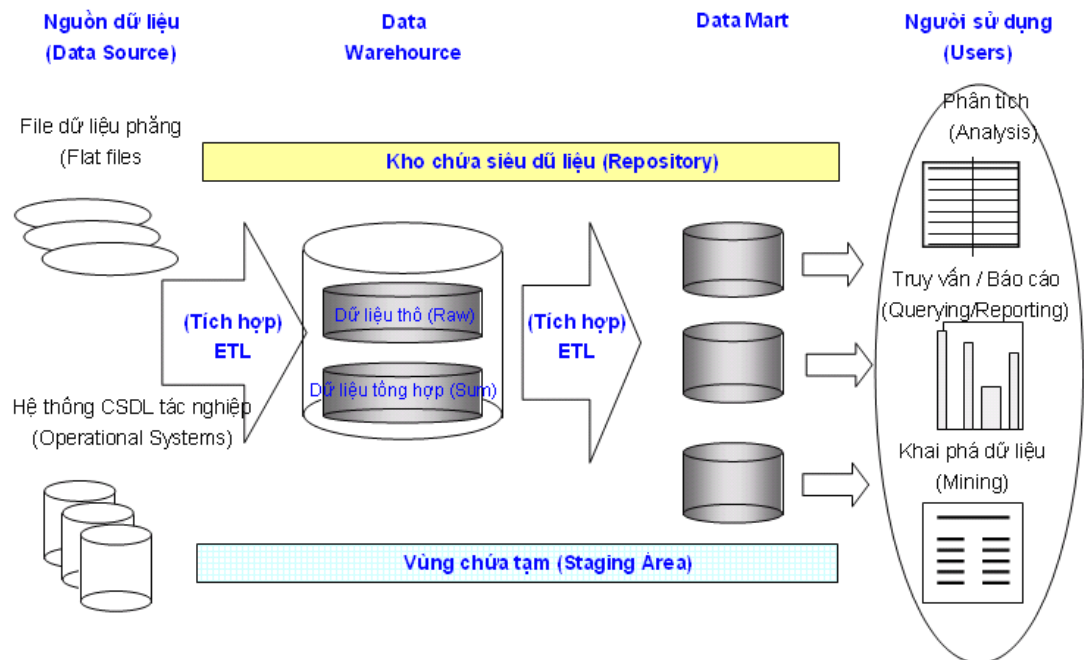 Nguồn dữ liệu
(Data Source)
Data
Warehource
Data Mart
Người sử dụng
(Users)
File dữ liệu phẳng
(Flat files
Kho chứa siêu dữ liệu (Repository)
Phân tích
(Analysis)
(Tích hợp)
ETL
Dữ liệu thô (Raw)
Dữ liệu tổng hợp (Sum)
(Tích hợp)
ETL
Truy vấn / Báo cáo
(Querying/Reporting)
Hệ thống CSDL tác nghiệp
(Operational Systems)
Khai phá dữ liệu
(Mining)
Vùng chứa tạm (Staging Area)